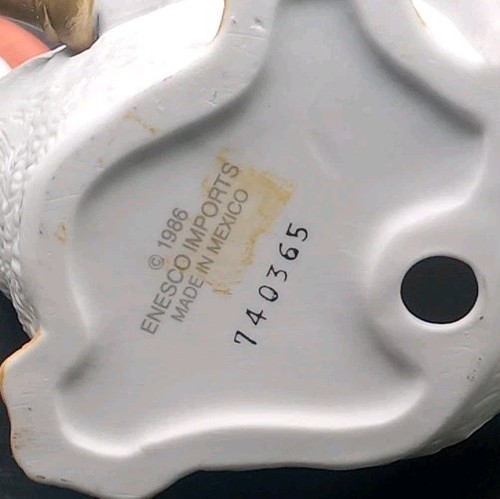 © 1986
ENESCO IMPORTS
MADE IN MEXICO
740365